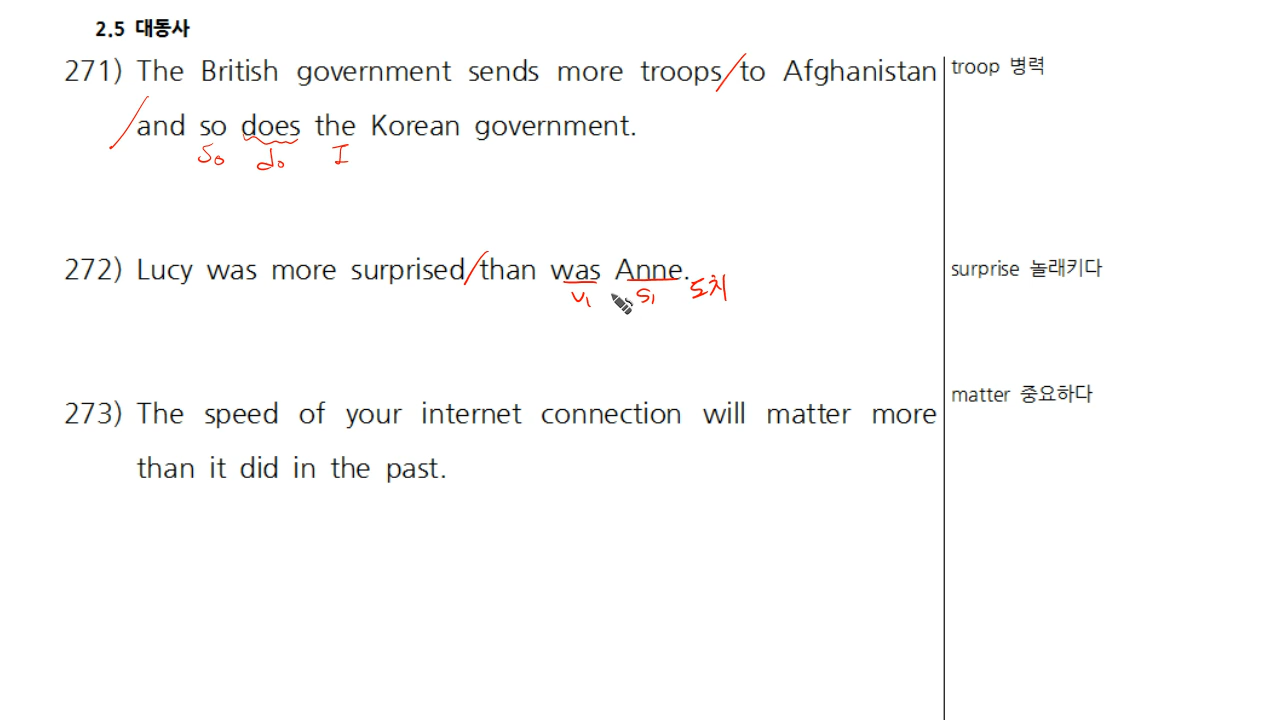 2.5 대동사
271) The British government sends more troops/to Afghanistan
troop 병력
/and so does the Korean government.
So do I
272) Lucy was more surprised/than was Anne.
surprise 놀래키다
V₁ S₁ 도치
matter 중요하다
273) The speed of your internet connection will matter more
than it did in the past.